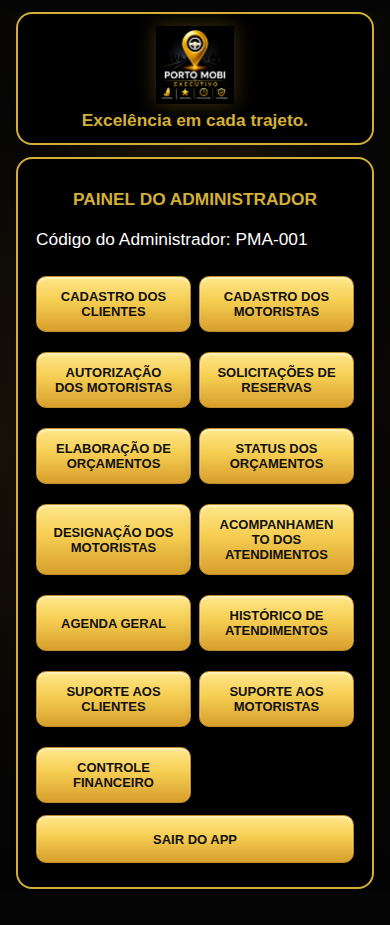 PORTO MOBI
EXECUTIVO
Excelência em cada trajeto.
PAINEL DO ADMINISTRADOR
Código do Administrador: PMA-001
CADASTRO DOS
CLIENTES
CADASTRO DOS
MOTORISTAS
AUTORIZAÇÃO
DOS MOTORISTAS
SOLICITAÇÕES DE
RESERVAS
ELABORAÇÃO DE
ORÇAMENTOS
STATUS DOS
ORÇAMENTOS
DESIGNAÇÃO DOS
MOTORISTAS
ACOMPANHAMEN
TO DOS
ATENDIMENTOS
AGENDA GERAL
HISTÓRICO DE
ATENDIMENTOS
SUPORTE AOS
CLIENTES
SUPORTE AOS
MOTORISTAS
CONTROLE
FINANCEIRO
SAIR DO APP